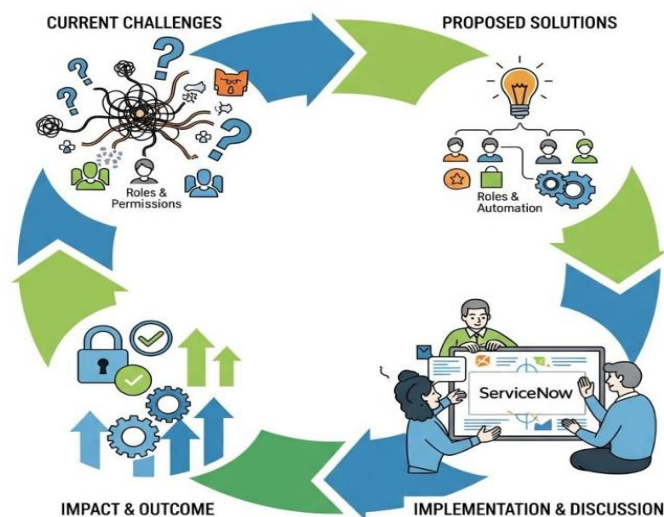 CURRENT CHALLENGES
PROPOSED SOLUTIONS
Roles &
Permissions
Roles &
Automation
ServiceNow
IMPACT & OUTCOME
IMPLEMENTATION & DISCUSSION